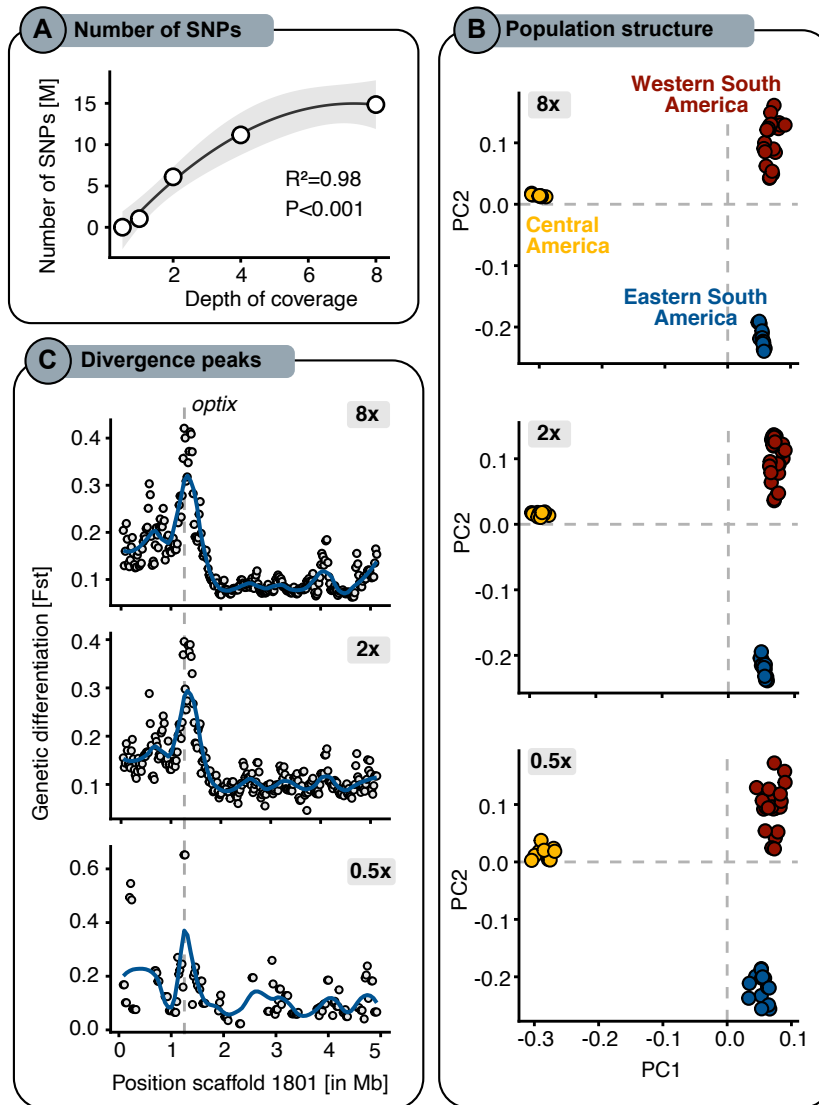 A Number of SNPs
Number of SNPs [M]
15
10
5
0
R²=0.98
P<0.001
2
4
6
8
Depth of coverage
B Population structure
8x
Western South
America
Central
America
Eastern South
America
PC2
0.1
0.0
-0.1
-0.2
2x
PC2
0.1
0.0
-0.1
-0.2
0.5x
PC2
0.1
0.0
-0.1
-0.2
-0.3
0.0
0.1
PC1
C Divergence peaks
optix
8x
0.4
0.3
0.2
0.1
2x
0.4
0.3
0.2
0.1
0.5x
0.6
0.4
0.2
0.0
Genetic differentiation [Fst]
0
1
2
3
4
5
Position scaffold 1801 [in Mb]